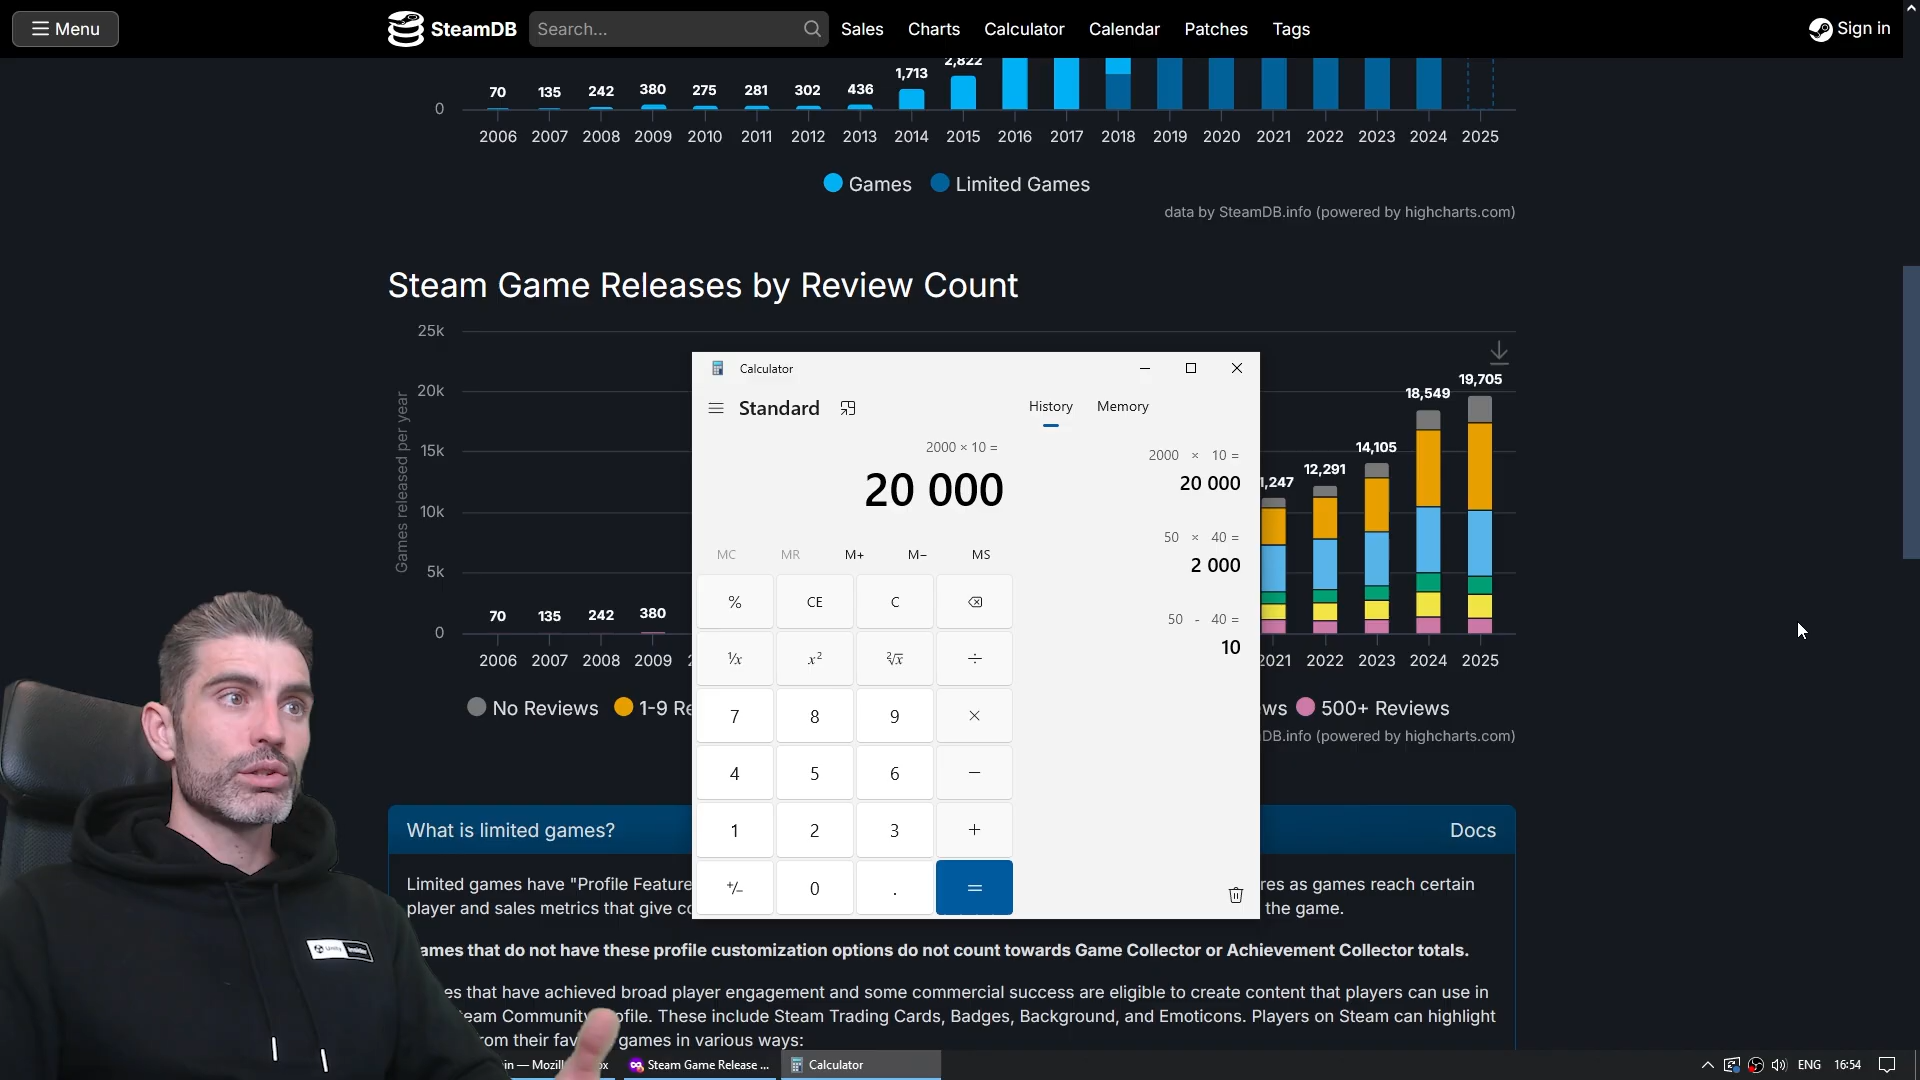 Menu
SteamDB
Search...
Sales
Charts
Calculator
Calendar
Patches
Tags
Sign in
70 135 242 380 275 281 302 436 1,713 2,822
0
2006 2007 2008 2009 2010 2011 2012 2013 2014 2015 2016 2017 2018 2019 2020 2021 2022 2023 2024 2025
Games Limited Games
data by SteamDB.info (powered by highcharts.com)
Steam Game Releases by Review Count
Games released per year
25k
20k
15k
10k
5k
0
70 135 242 380
,247 12,291 14,105 18,549 19,705
2006 2007 2008 2009
2021 2022 2023 2024 2025
No Reviews 1-9 Re
ws 500+ Reviews
DB.info (powered by highcharts.com)
Calculator
Standard
History Memory
2000 × 10 =
20 000
2000 × 10 =
20 000
50 × 40 =
2 000
50 - 40 =
10
MC MR M+ M− MS
% CE C
¹/x x² ²√x ÷
7 8 9 ×
4 5 6 −
1 2 3 +
+/− 0 . =
What is limited games?
Docs
Limited games have "Profile Feature
res as games reach certain
player and sales metrics that give co
the game.
ames that do not have these profile customization options do not count towards Game Collector or Achievement Collector totals.
es that have achieved broad player engagement and some commercial success are eligible to create content that players can use in
team Community
ofile. These include Steam Trading Cards, Badges, Background, and Emoticons. Players on Steam can highlight
rom their fav
games in various ways:
Unity Insider
in — Mozill
ox
Steam Game Release ...
Calculator
ENG
16:54